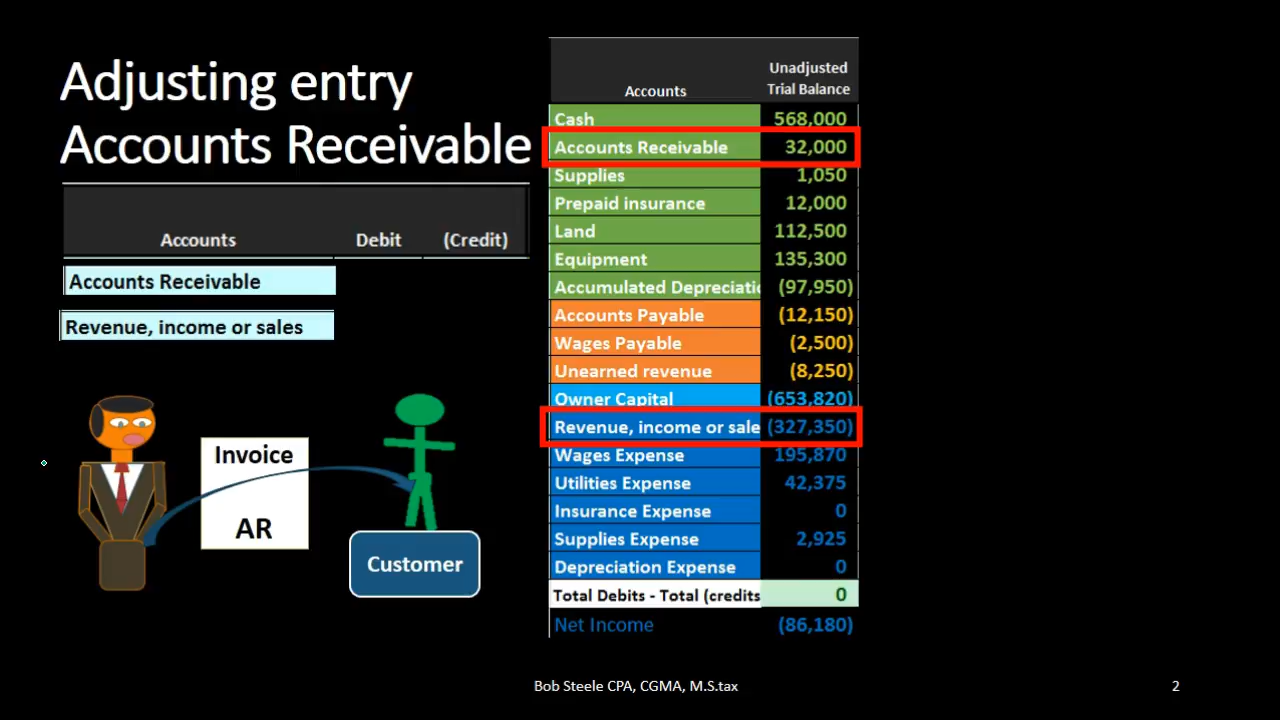 Adjusting entry
Accounts Receivable
Accounts Debit (Credit)
Accounts Receivable
Revenue, income or sales
Invoice
AR
Customer
Accounts Unadjusted Trial Balance
Cash 568,000
Accounts Receivable 32,000
Supplies 1,050
Prepaid insurance 12,000
Land 112,500
Equipment 135,300
Accumulated Depreciatic (97,950)
Accounts Payable (12,150)
Wages Payable (2,500)
Unearned revenue (8,250)
Owner Capital (653,820)
Revenue, income or sale (327,350)
Wages Expense 195,870
Utilities Expense 42,375
Insurance Expense 0
Supplies Expense 2,925
Depreciation Expense 0
Total Debits - Total (credits 0
Net Income (86,180)
Bob Steele CPA, CGMA, M.S.tax
2